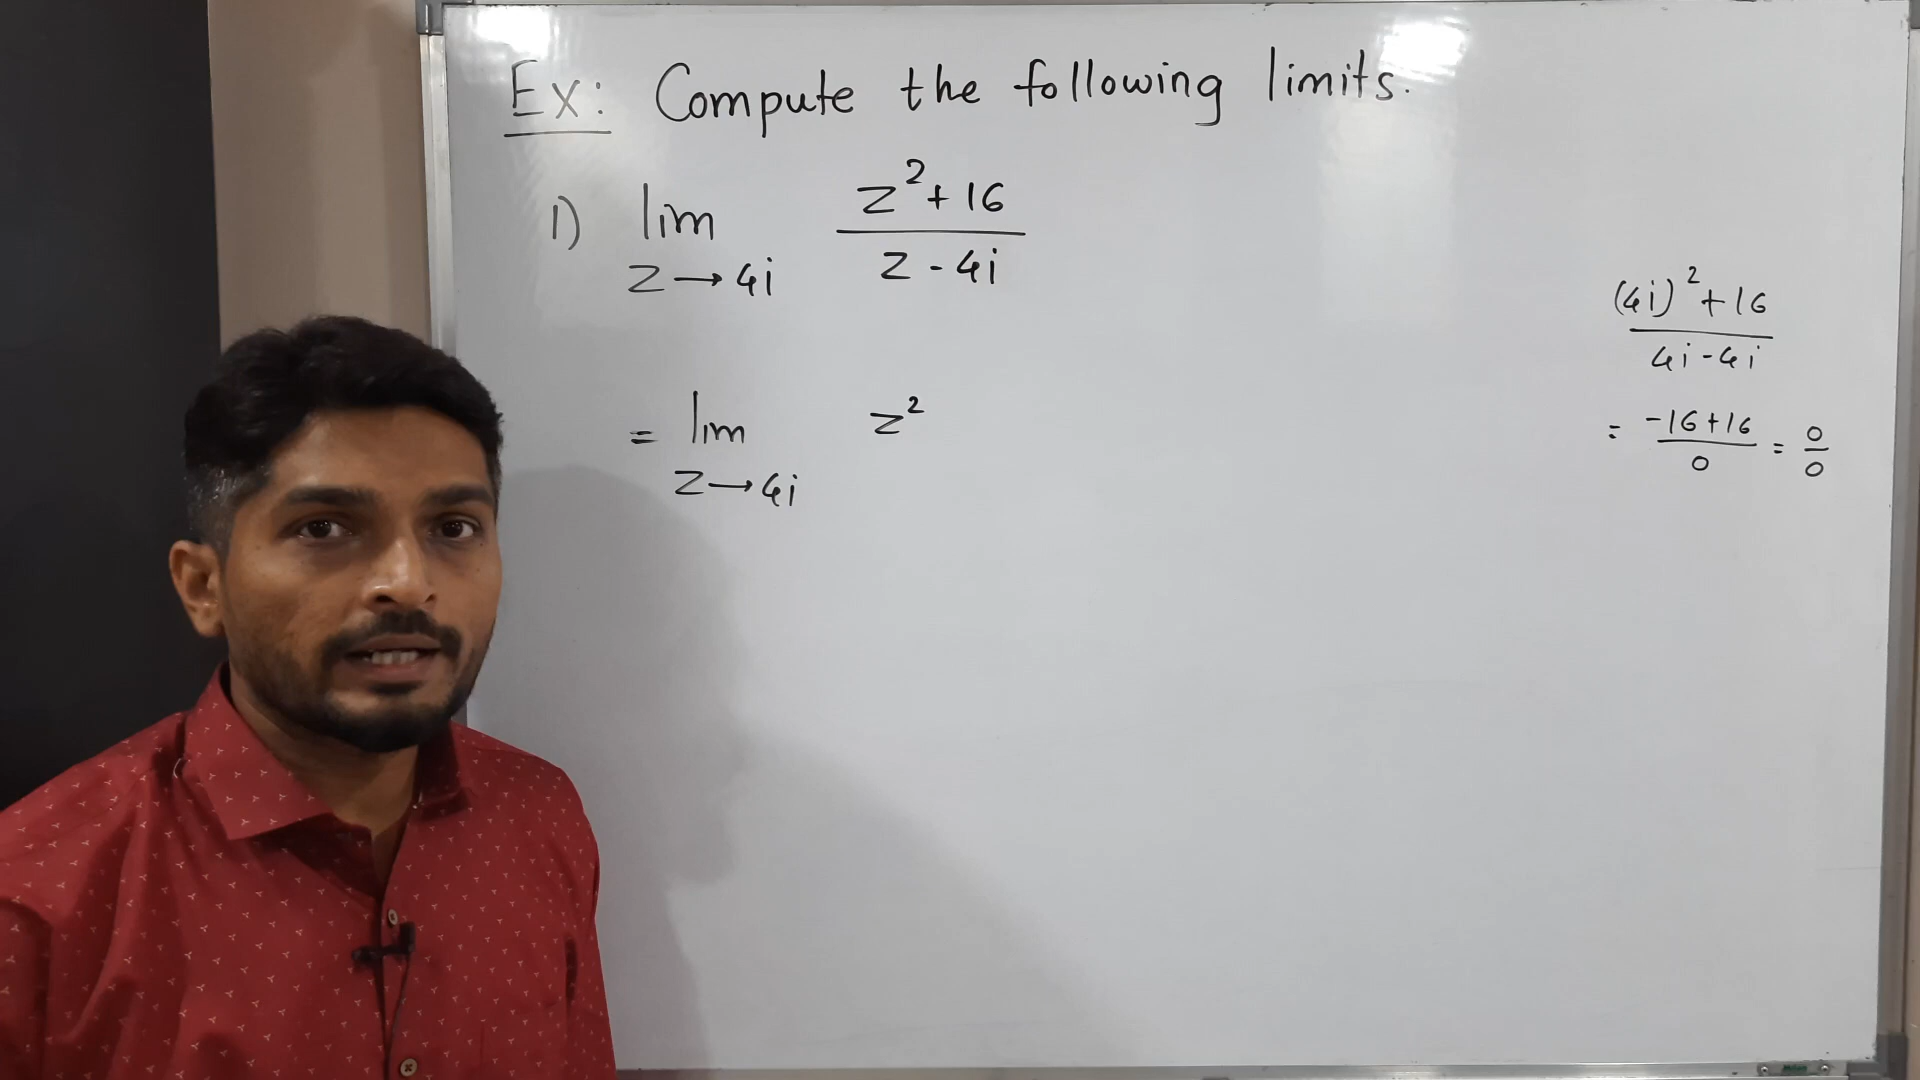 Ex: Compute the following limits.
1) lim z→4i (z²+16)/(z-4i)
= lim z→4i z²
((4i)²+16)/(4i-4i)
= (-16+16)/0 = 0/0